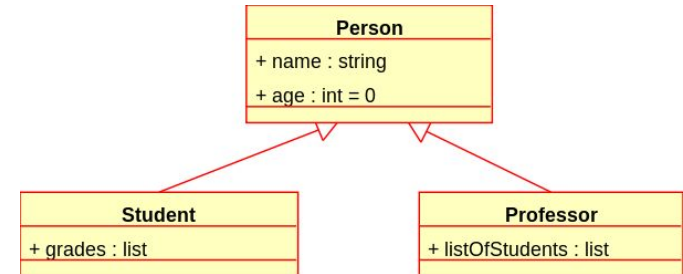 Person
+ name : string
+ age : int = 0
Student
+ grades : list
Professor
+ listOfStudents : list